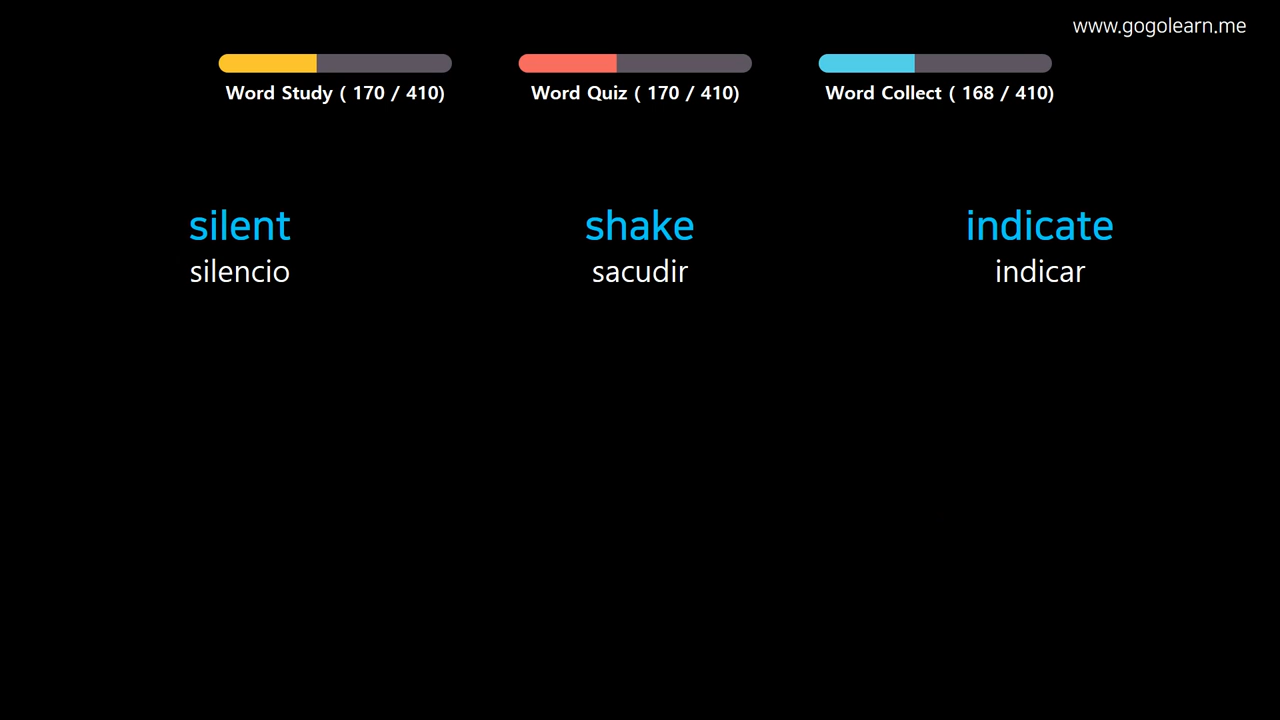 www.gogolearn.me
Word Study ( 170 / 410)
Word Quiz ( 170 / 410)
Word Collect ( 168 / 410)
silent
silencio
shake
sacudir
indicate
indicar